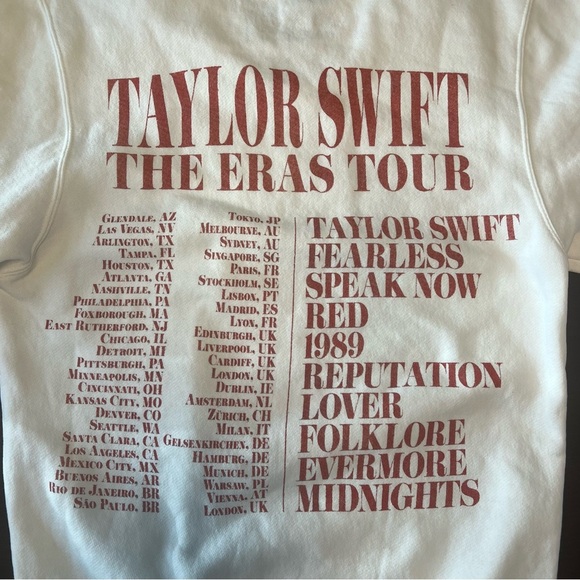 TAYLOR SWIFT
THE ERAS TOUR
GLENDALE, AZ
LAS VEGAS, NV
ARLINGTON, TX
TAMPA, FL
HOUSTON, TX
ATLANTA, GA
NASHVILLE, TN
PHILADELPHIA, PA
FOXBOROUGH, MA
EAST RUTHERFORD, NJ
CHICAGO, IL
DETROIT, MI
PITTSBURGH, PA
MINNEAPOLIS, MN
CINCINNATI, OH
KANSAS CITY, MO
DENVER, CO
SEATTLE, WA
SANTA CLARA, CA
LOS ANGELES, CA
MEXICO CITY, MX
BUENOS AIRES, AR
RIO DE JANEIRO, BR
SÃO PAULO, BR
TOKYO, JP
MELBOURNE, AU
SYDNEY, AU
SINGAPORE, SG
PARIS, FR
STOCKHOLM, SE
LISBON, PT
MADRID, ES
LYON, FR
EDINBURGH, UK
LIVERPOOL, UK
CARDIFF, UK
LONDON, UK
DUBLIN, IE
AMSTERDAM, NL
ZÜRICH, CH
MILAN, IT
GELSENKIRCHEN, DE
HAMBURG, DE
MUNICH, DE
WARSAW, PL
VIENNA, AT
LONDON, UK
TAYLOR SWIFT
FEARLESS
SPEAK NOW
RED
1989
REPUTATION
LOVER
FOLKLORE
EVERMORE
MIDNIGHTS